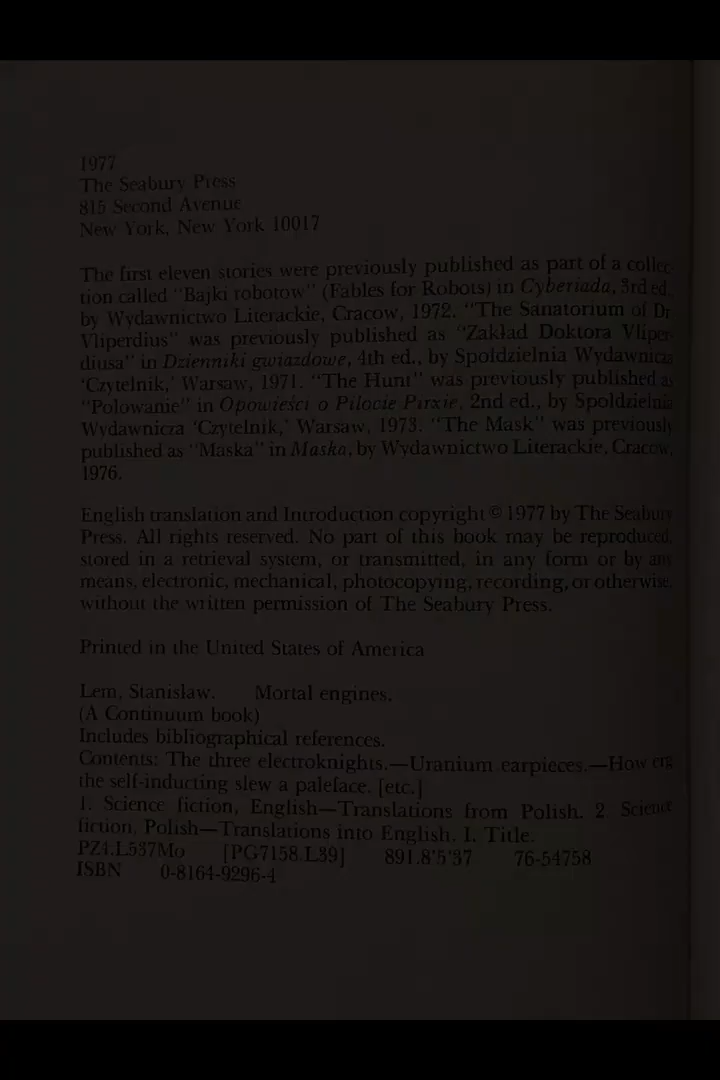 1977
The Seabury Press
815 Second Avenue
New York, New York 10017
The first eleven stories were previously published as part of a collec-
tion called "Bajki robotow" (Fables for Robots) in Cyberiada, 3rd ed.,
by Wydawnictwo Literackie, Cracow, 1972. "The Sanatorium of Dr
Vliperdius" was previously published as "Zakład Doktora Vliper-
diusa" in Dzienniki gwiazdowe, 4th ed., by Społdzielnia Wydawnicza
'Czytelnik,' Warsaw, 1971. "The Hunt" was previously published as
"Polowanie" in Opowieści o Pilocie Pirxie, 2nd ed., by Społdzielnia
Wydawnicza 'Czytelnik,' Warsaw, 1973. "The Mask" was previously
published as "Maska" in Maska, by Wydawnictwo Literackie, Cracow,
1976.
English translation and Introduction copyright © 1977 by The Seabury
Press. All rights reserved. No part of this book may be reproduced,
stored in a retrieval system, or transmitted, in any form or by any
means, electronic, mechanical, photocopying, recording, or otherwise,
without the written permission of The Seabury Press.
Printed in the United States of America
Lem, Stanisław. Mortal engines.
(A Continuum book)
Includes bibliographical references.
Contents: The three electroknights.—Uranium earpieces.—How erg
the self-inducting slew a paleface. [etc.]
1. Science fiction, English—Translations from Polish. 2. Science
fiction, Polish—Translations into English. I. Title.
PZ4.L537Mo [PG7158.L39] 891.8'5'37 76-54758
ISBN 0-8164-9296-4